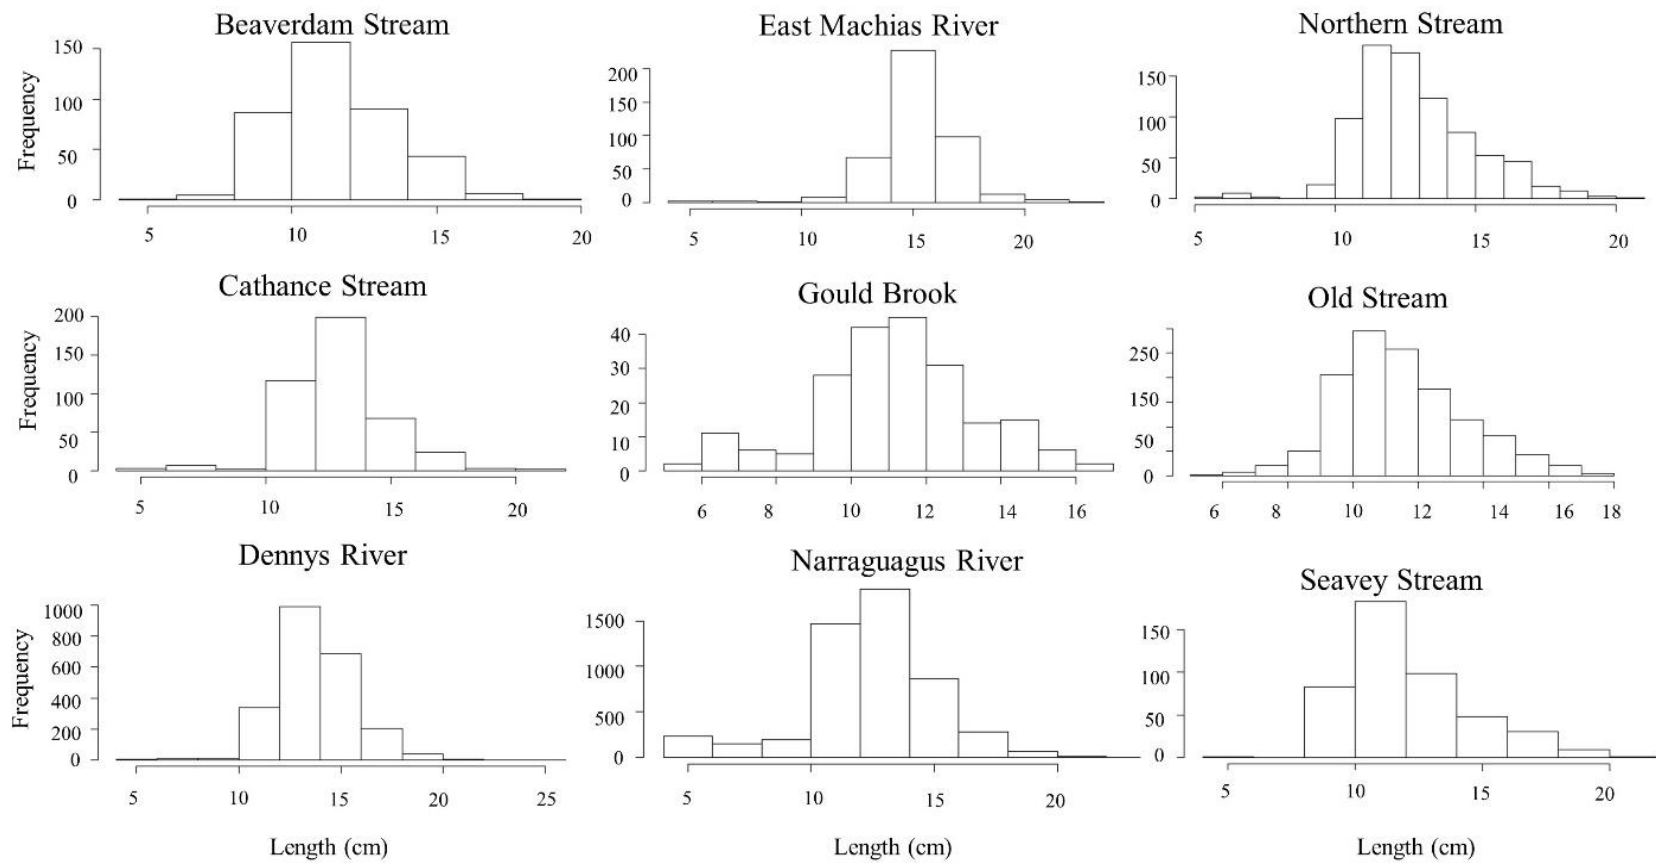 Beaverdam Stream
Frequency
150
100
50
0
5 10 15 20
East Machias River
200
150
100
50
0
5 10 15 20
Northern Stream
150
100
50
0
5 10 15 20
Cathance Stream
Frequency
200
150
100
50
0
5 10 15 20
Gould Brook
40
30
20
10
0
6 8 10 12 14 16
Old Stream
250
150
50
0
6 8 10 12 14 16 18
Dennys River
Frequency
1000
800
600
400
200
0
5 10 15 20 25
Length (cm)
Narraguagus River
1500
1000
500
0
5 10 15 20
Length (cm)
Seavey Stream
150
100
50
0
5 10 15 20
Length (cm)